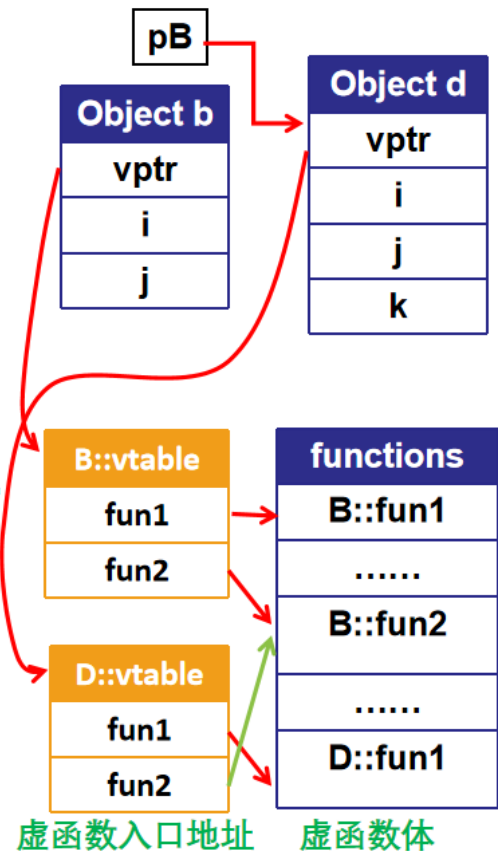 pB
Object b
vptr
i
j
Object d
vptr
i
j
k
B::vtable
fun1
fun2
D::vtable
fun1
fun2
functions
B::fun1
……
B::fun2
……
D::fun1
虚函数入口地址
虚函数体